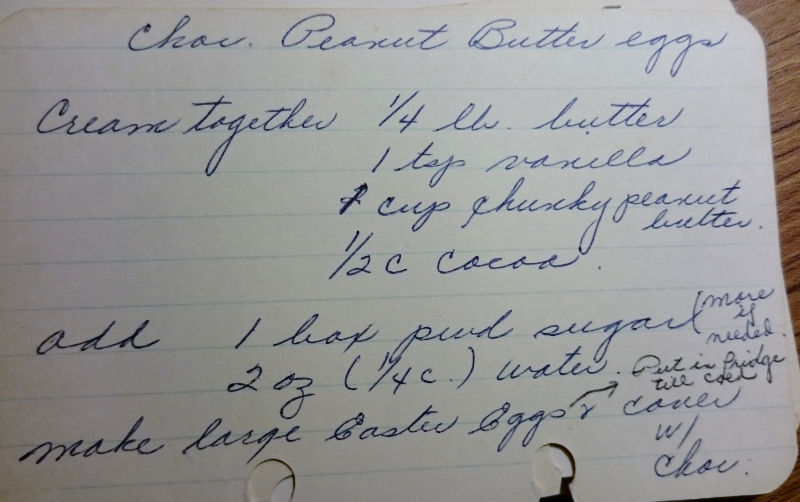 Choc. Peanut Butter eggs
Cream together 1/4 lb. butter
1 tsp vanilla
1 cup chunky peanut
butter.
1/2 c cocoa.
add 1 box pwd sugar (more
if
needed.
2 oz (1/4 c.) water.
Put in fridge
till cold
make large Easter Eggs & cover
w/
choc.